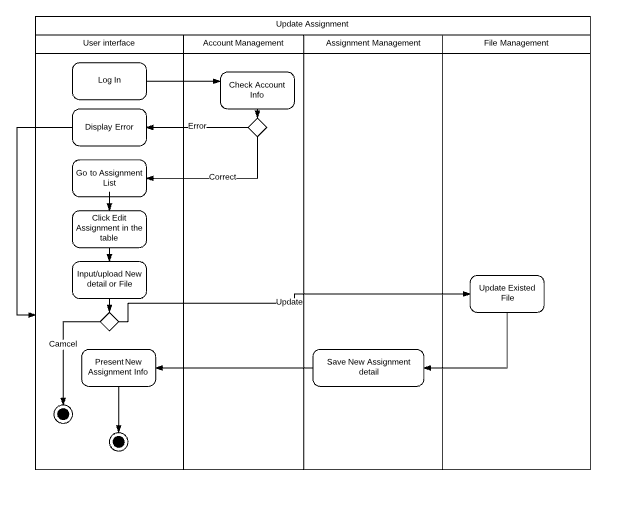 Update Assignment
User interface
Account Management
Assignment Management
File Management
Log In
Check Account
Info
Display Error
Error
Go to Assignment
List
Correct
Click Edit
Assignment in the
table
Input/upload New
detail or File
Update Existed
File
Update
Camcel
Present New
Assignment Info
Save New Assignment
detail